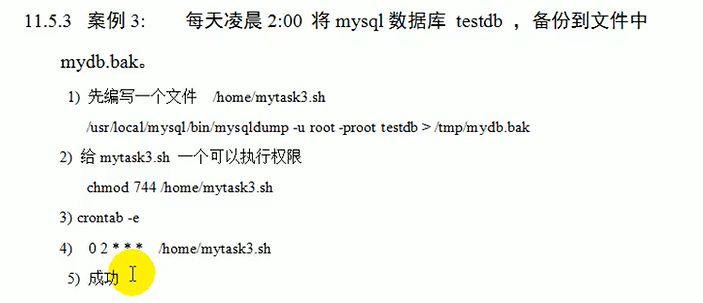 11.5.3 案例 3: 每天凌晨 2:00 将 mysql 数据库 testdb ，备份到文件中
mydb.bak。
1) 先编写一个文件 /home/mytask3.sh
/usr/local/mysql/bin/mysqldump -u root -proot testdb > /tmp/mydb.bak
2) 给 mytask3.sh 一个可以执行权限
chmod 744 /home/mytask3.sh
3) crontab -e
4) 0 2 * * * /home/mytask3.sh
5) 成功